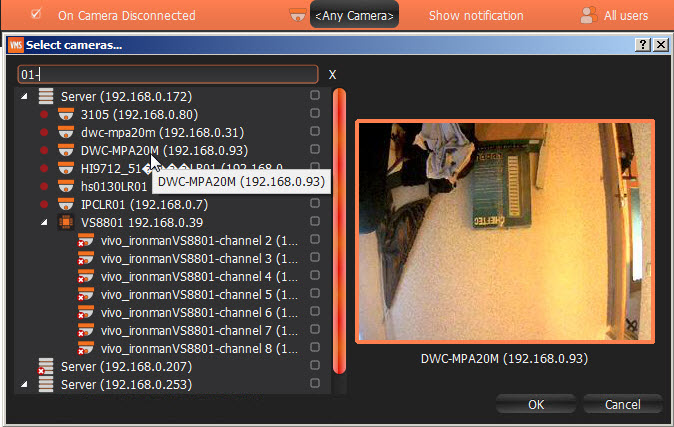 On Camera Disconnected <Any Camera> Show notification All users
VMS Select cameras... ?
01- X
Server (192.168.0.172)
3105 (192.168.0.80)
dwc-mpa20m (192.168.0.31)
DWC-MPA20M (192.168.0.93)
HI9712_51 LR01 (192.168.0
DWC-MPA20M (192.168.0.93)
hs0130LR01
IPCLR01 (192.168.0.7)
VS8801 192.168.0.39
vivo_ironmanVS8801-channel 2 (1...
vivo_ironmanVS8801-channel 3 (1...
vivo_ironmanVS8801-channel 4 (1...
vivo_ironmanVS8801-channel 5 (1...
vivo_ironmanVS8801-channel 6 (1...
vivo_ironmanVS8801-channel 7 (1...
vivo_ironmanVS8801-channel 8 (1...
Server (192.168.0.207)
Server (192.168.0.253)
CHIEFTEC
DWC-MPA20M (192.168.0.93)
OK Cancel